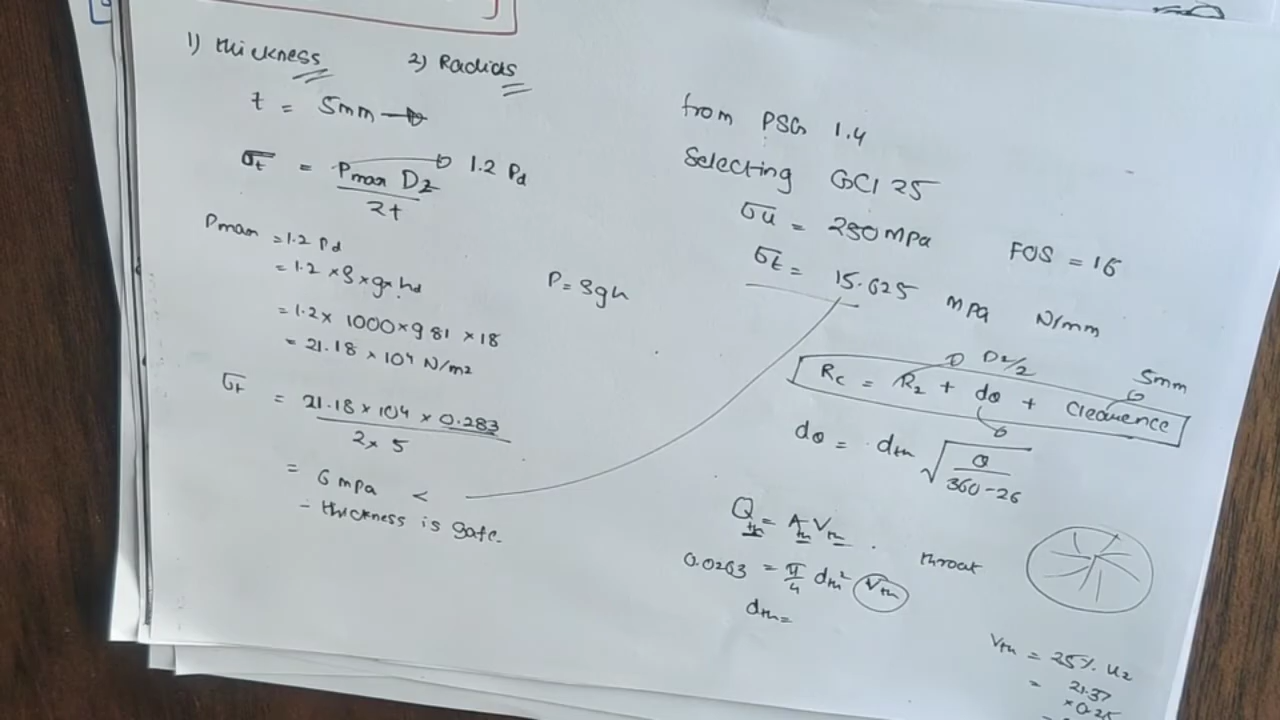 1) thickness
2) Radius
t = 5mm
σt = Pmax D2 / 2t
1.2 Pd
Pmax = 1.2 Pd
= 1.2 × ρ × g × hd
P = ρgh
= 1.2 × 1000 × 9.81 × 18
= 21.18 × 10⁴ N/m²
σt = 21.18 × 10⁴ × 0.283 / 2 × 5
= 6 mpa <
- thickness is safe.
from PSG 1.4
Selecting GCI 25
σu = 250 mpa FOS = 16
σt = 15.625 mpa N/mm
D2/2
5mm
Rc = R2 + dθ + Clearence
dθ = dth √(θ / 360-26)
Qth = Ath Vth . throat
0.0263 = π/4 dth² Vth
dth =
Vth = 25% U2
= 21.37
× 0.25